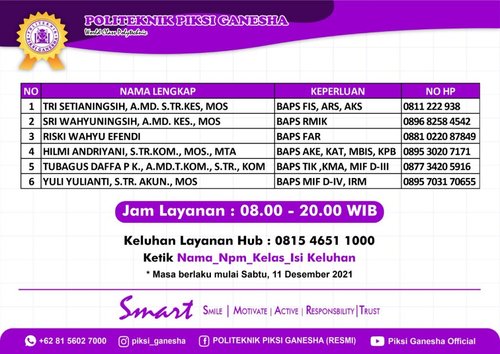 POLITEKNIK PIKSI GANESHA
World Class Polytechnic
NO NAMA LENGKAP KEPERLUAN NO HP
1 TRI SETIANINGSIH, A.MD. S.TR.KES, MOS BAPS FIS, ARS, AKS 0811 222 938
2 SRI WAHYUNINGSIH, A.MD. KES., MOS BAPS RMIK 0896 8258 4542
3 RISKI WAHYU EFENDI BAPS FAR 0881 0220 87849
4 HILMI ANDRIYANI, S.TR.KOM., MOS., MTA BAPS AKE, KAT, MBIS, KPB 0895 3020 7171
5 TUBAGUS DAFFA P K., A.MD.T.KOM., S.TR., KOM BAPS TIK ,KMA, MIF D-III 0877 3420 5916
6 YULI YULIANTI, S.TR. AKUN., MOS BAPS MIF D-IV, IRM 0895 7031 70655
Jam Layanan : 08.00 - 20.00 WIB
Keluhan Layanan Hub : 0815 4651 1000
Ketik Nama_Npm_Kelas_Isi Keluhan
* Masa berlaku mulai Sabtu, 11 Desember 2021
Smart SMILE | MOTIVATE | ACTIVE | RESPONSBILITY | TRUST
+62 81 5602 7000 piksi_ganesha POLITEKNIK PIKSI GANESHA (RESMI) Piksi Ganesha Official